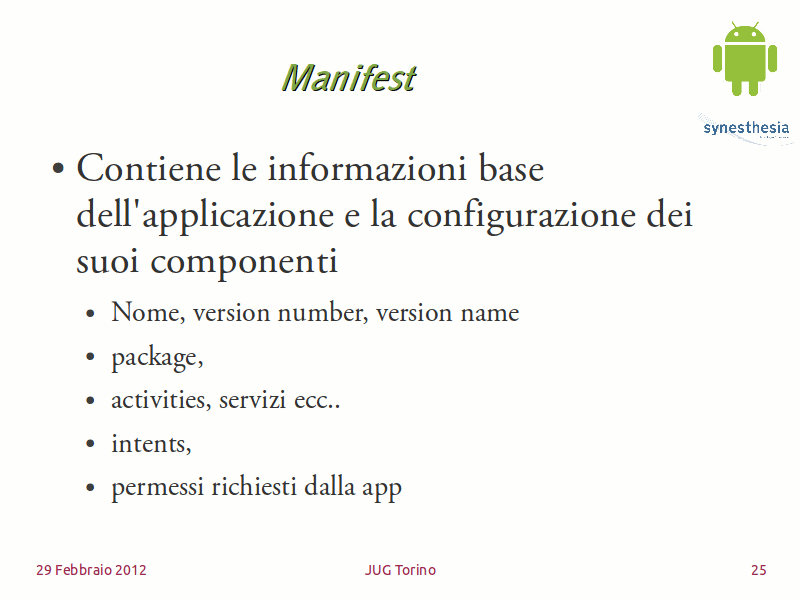 Manifest
synesthesia
• Contiene le informazioni base
dell'applicazione e la configurazione dei
suoi componenti
• Nome, version number, version name
• package,
• activities, servizi ecc..
• intents,
• permessi richiesti dalla app
29 Febbraio 2012
JUG Torino
25